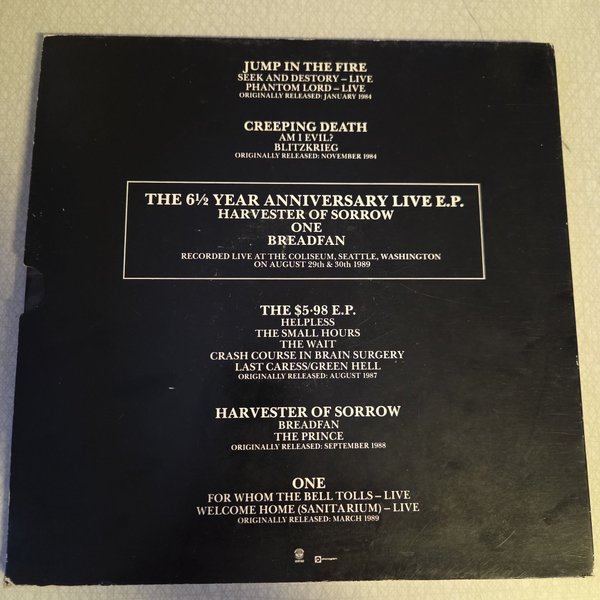 JUMP IN THE FIRE
SEEK AND DESTORY – LIVE
PHANTOM LORD – LIVE
ORIGINALLY RELEASED: JANUARY 1984
CREEPING DEATH
AM I EVIL?
BLITZKRIEG
ORIGINALLY RELEASED: NOVEMBER 1984
THE 6½ YEAR ANNIVERSARY LIVE E.P.
HARVESTER OF SORROW
ONE
BREADFAN
RECORDED LIVE AT THE COLISEUM, SEATTLE, WASHINGTON
ON AUGUST 29th & 30th 1989
THE $5·98 E.P.
HELPLESS
THE SMALL HOURS
THE WAIT
CRASH COURSE IN BRAIN SURGERY
LAST CARESS/GREEN HELL
ORIGINALLY RELEASED: AUGUST 1987
HARVESTER OF SORROW
BREADFAN
THE PRINCE
ORIGINALLY RELEASED: SEPTEMBER 1988
ONE
FOR WHOM THE BELL TOLLS – LIVE
WELCOME HOME (SANITARIUM) – LIVE
ORIGINALLY RELEASED: MARCH 1989